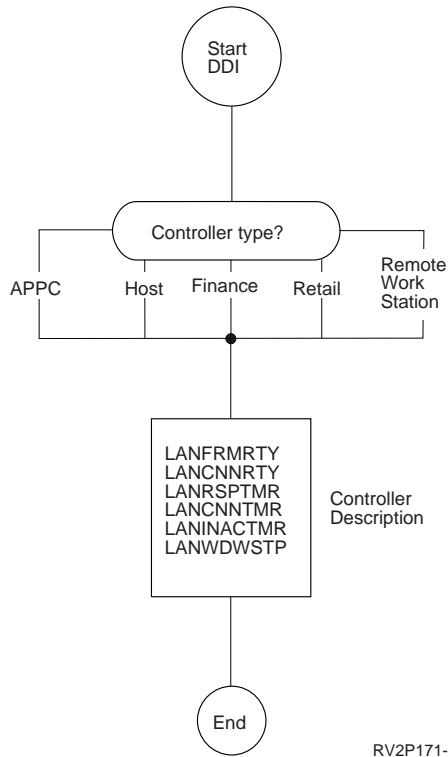 Start
DDI
Controller type?
APPC
Host
Finance
Retail
Remote
Work
Station
LANFRMRTY
LANCNNRTY
LANRSPTMR
LANCNNTMR
LANINACTMR
LANWDWSTP
Controller
Description
End
RV2P171-